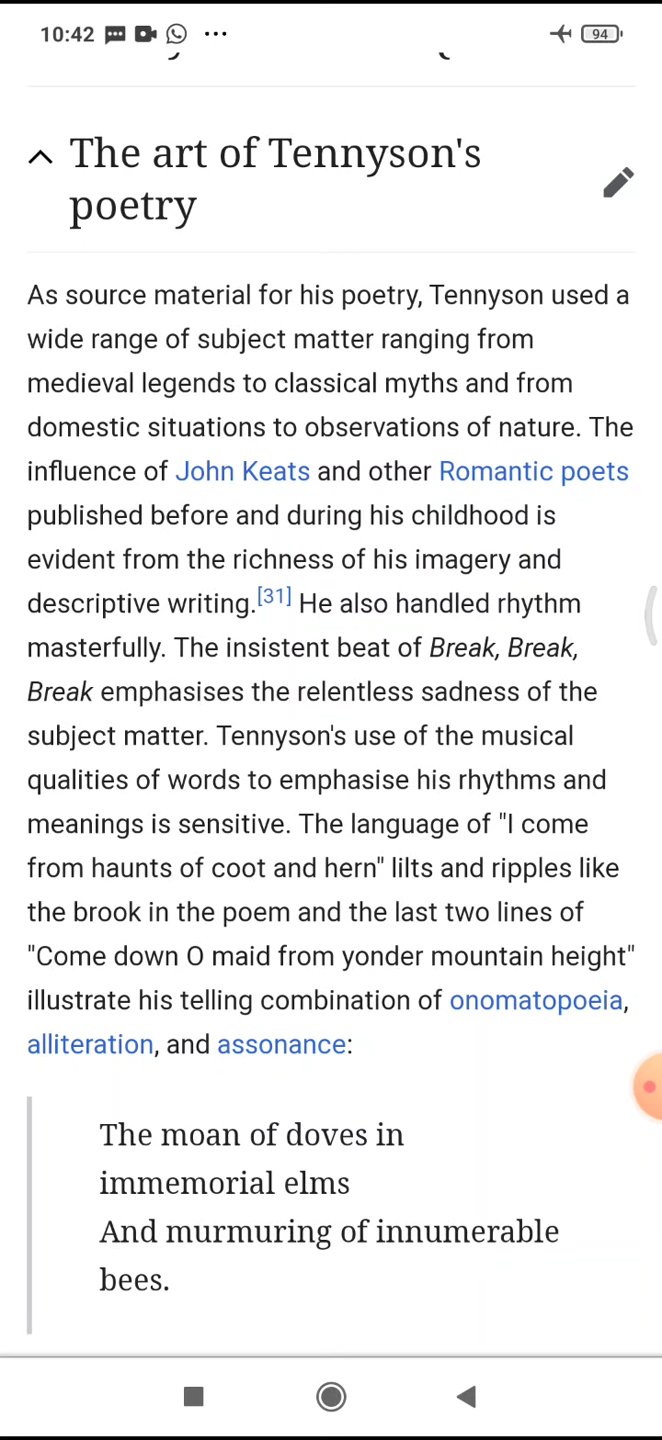 10:42 ... 94
The art of Tennyson's
poetry
As source material for his poetry, Tennyson used a
wide range of subject matter ranging from
medieval legends to classical myths and from
domestic situations to observations of nature. The
influence of John Keats and other Romantic poets
published before and during his childhood is
evident from the richness of his imagery and
descriptive writing.[31] He also handled rhythm
masterfully. The insistent beat of Break, Break,
Break emphasises the relentless sadness of the
subject matter. Tennyson's use of the musical
qualities of words to emphasise his rhythms and
meanings is sensitive. The language of "I come
from haunts of coot and hern" lilts and ripples like
the brook in the poem and the last two lines of
"Come down O maid from yonder mountain height"
illustrate his telling combination of onomatopoeia,
alliteration, and assonance:
The moan of doves in
immemorial elms
And murmuring of innumerable
bees.